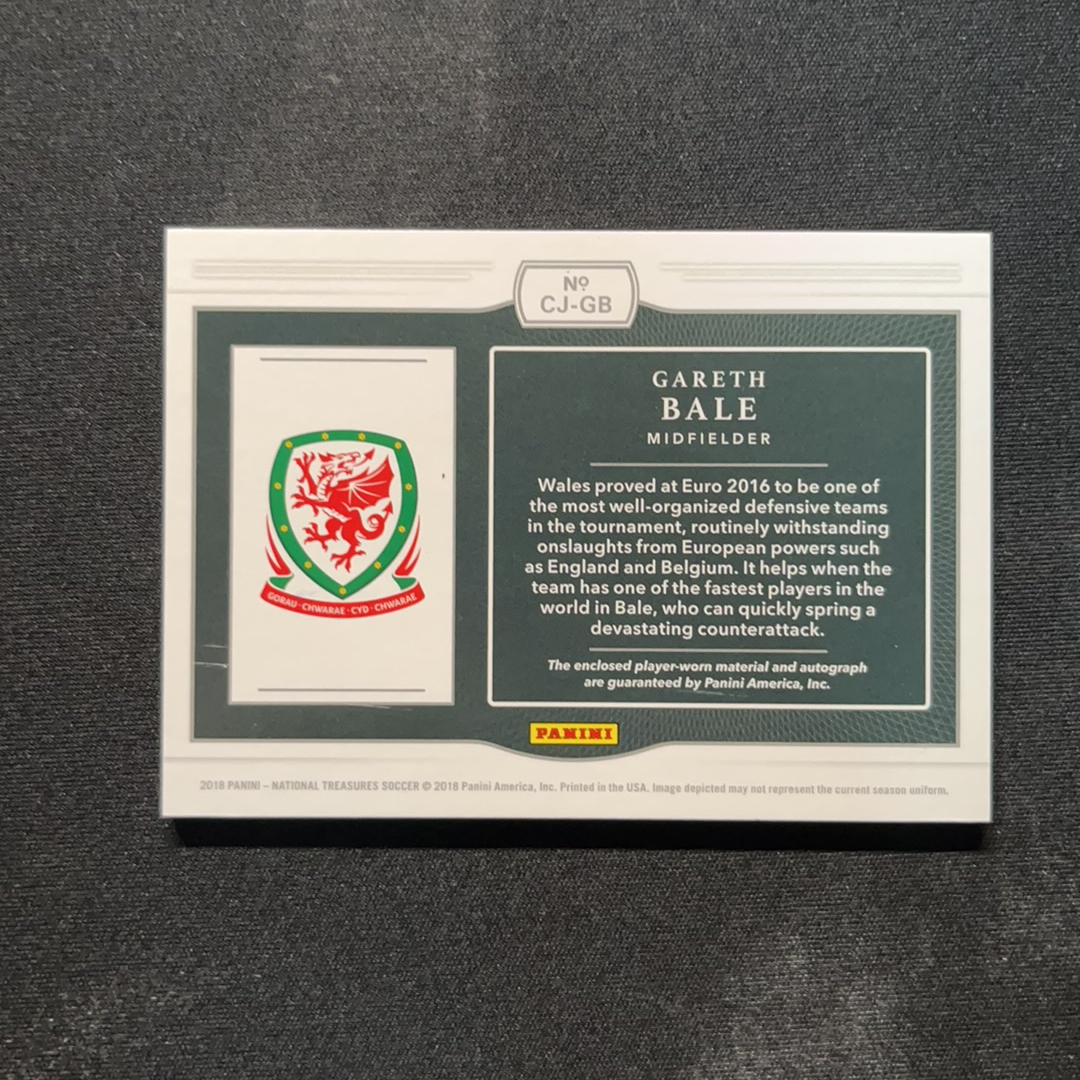 Nº
CJ-GB
GARETH
BALE
MIDFIELDER
Wales proved at Euro 2016 to be one of
the most well-organized defensive teams
in the tournament, routinely withstanding
onslaughts from European powers such
as England and Belgium. It helps when the
team has one of the fastest players in the
world in Bale, who can quickly spring a
devastating counterattack.
The enclosed player-worn material and autograph
are guaranteed by Panini America, Inc.
GORAU · CHWARAE · CYD · CHWARAE
PANINI
2018 PANINI – NATIONAL TREASURES SOCCER © 2018 Panini America, Inc. Printed in the USA. Image depicted may not represent the current season uniform.